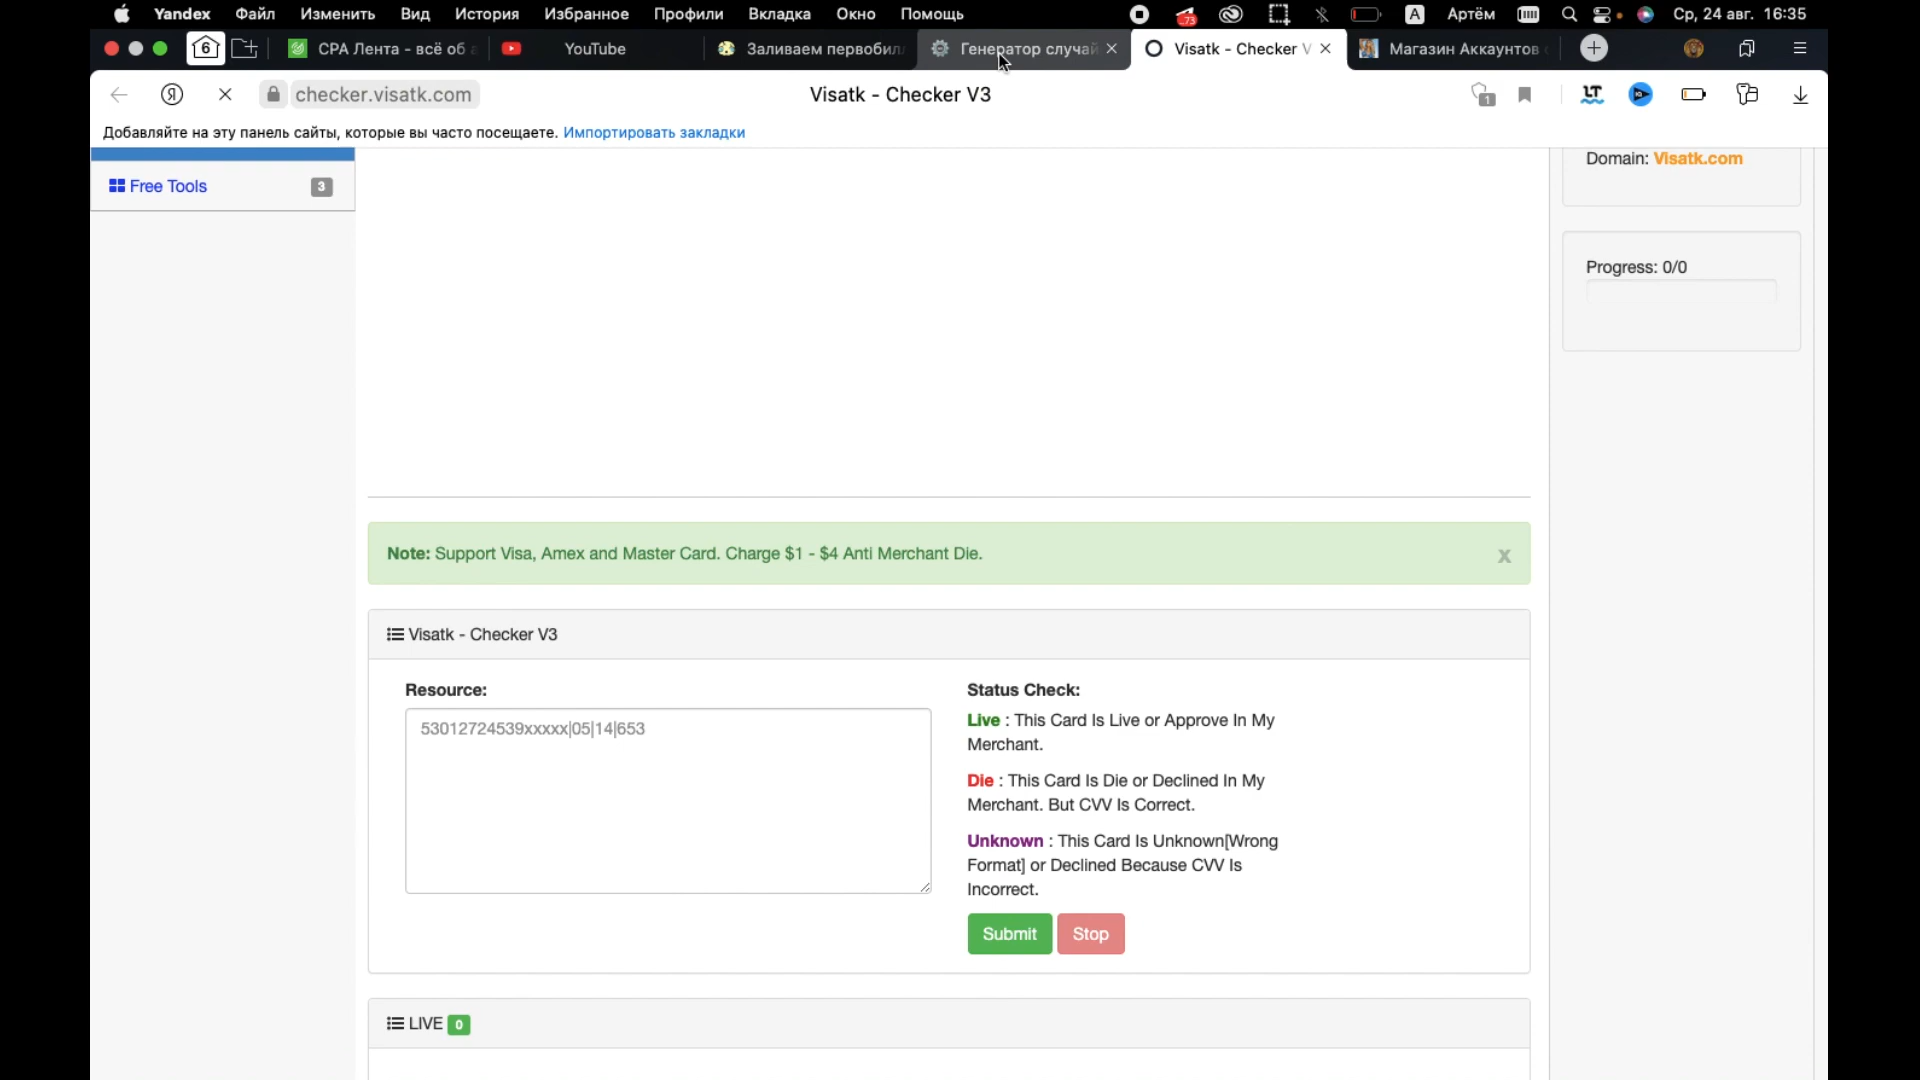 Yandex Файл Изменить Вид История Избранное Профили Вкладка Окно Помощь 73 A Артём Ср, 24 авг. 16:35
6 СРА Лента - всё об а YouTube Заливаем первобил Генератор случай Visatk - Checker V Магазин Аккаунтов
checker.visatk.com Visatk - Checker V3 1 LT
Добавляйте на эту панель сайты, которые вы часто посещаете. Импортировать закладки
Domain: Visatk.com
Free Tools 3
Progress: 0/0
Note: Support Visa, Amex and Master Card. Charge $1 - $4 Anti Merchant Die. x
Visatk - Checker V3
Resource:
53012724539xxxxx|05|14|653
Status Check:
Live : This Card Is Live or Approve In My
Merchant.
Die : This Card Is Die or Declined In My
Merchant. But CVV Is Correct.
Unknown : This Card Is Unknown[Wrong
Format] or Declined Because CVV Is
Incorrect.
Submit Stop
LIVE 0